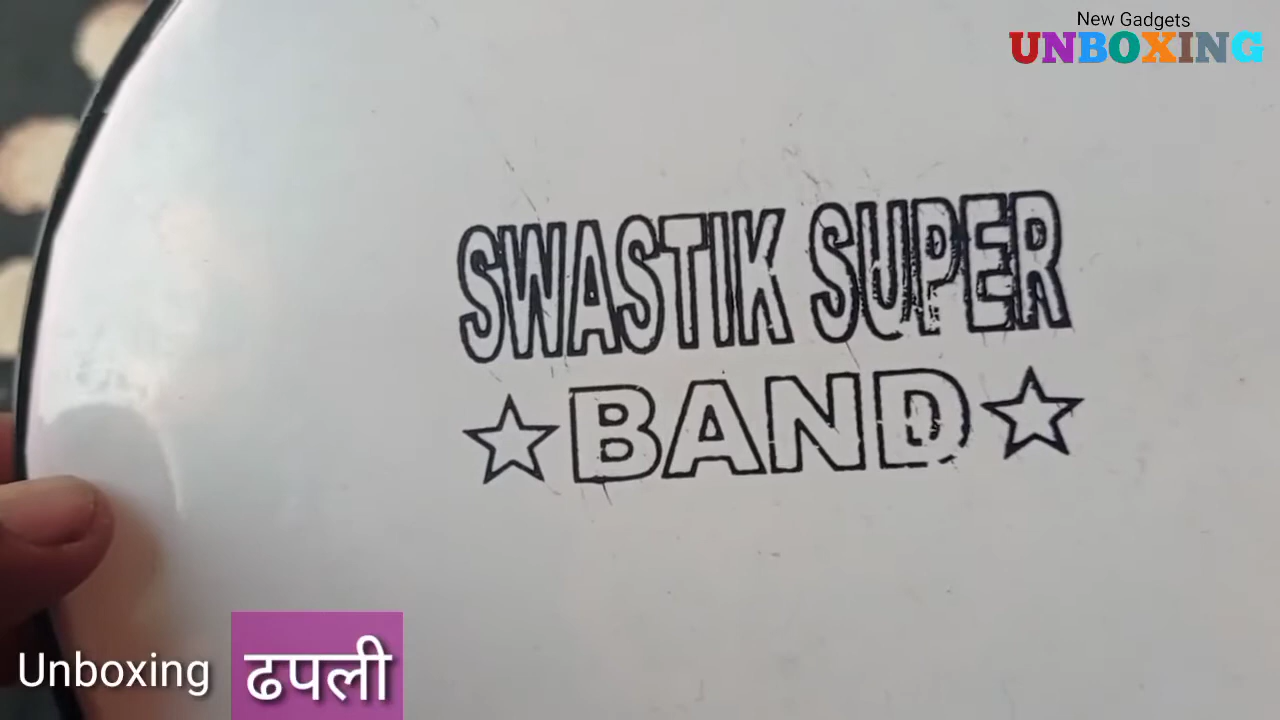 New Gadgets
UNBOXING
SWASTIK SUPER
☆BAND☆
Unboxing ढपली